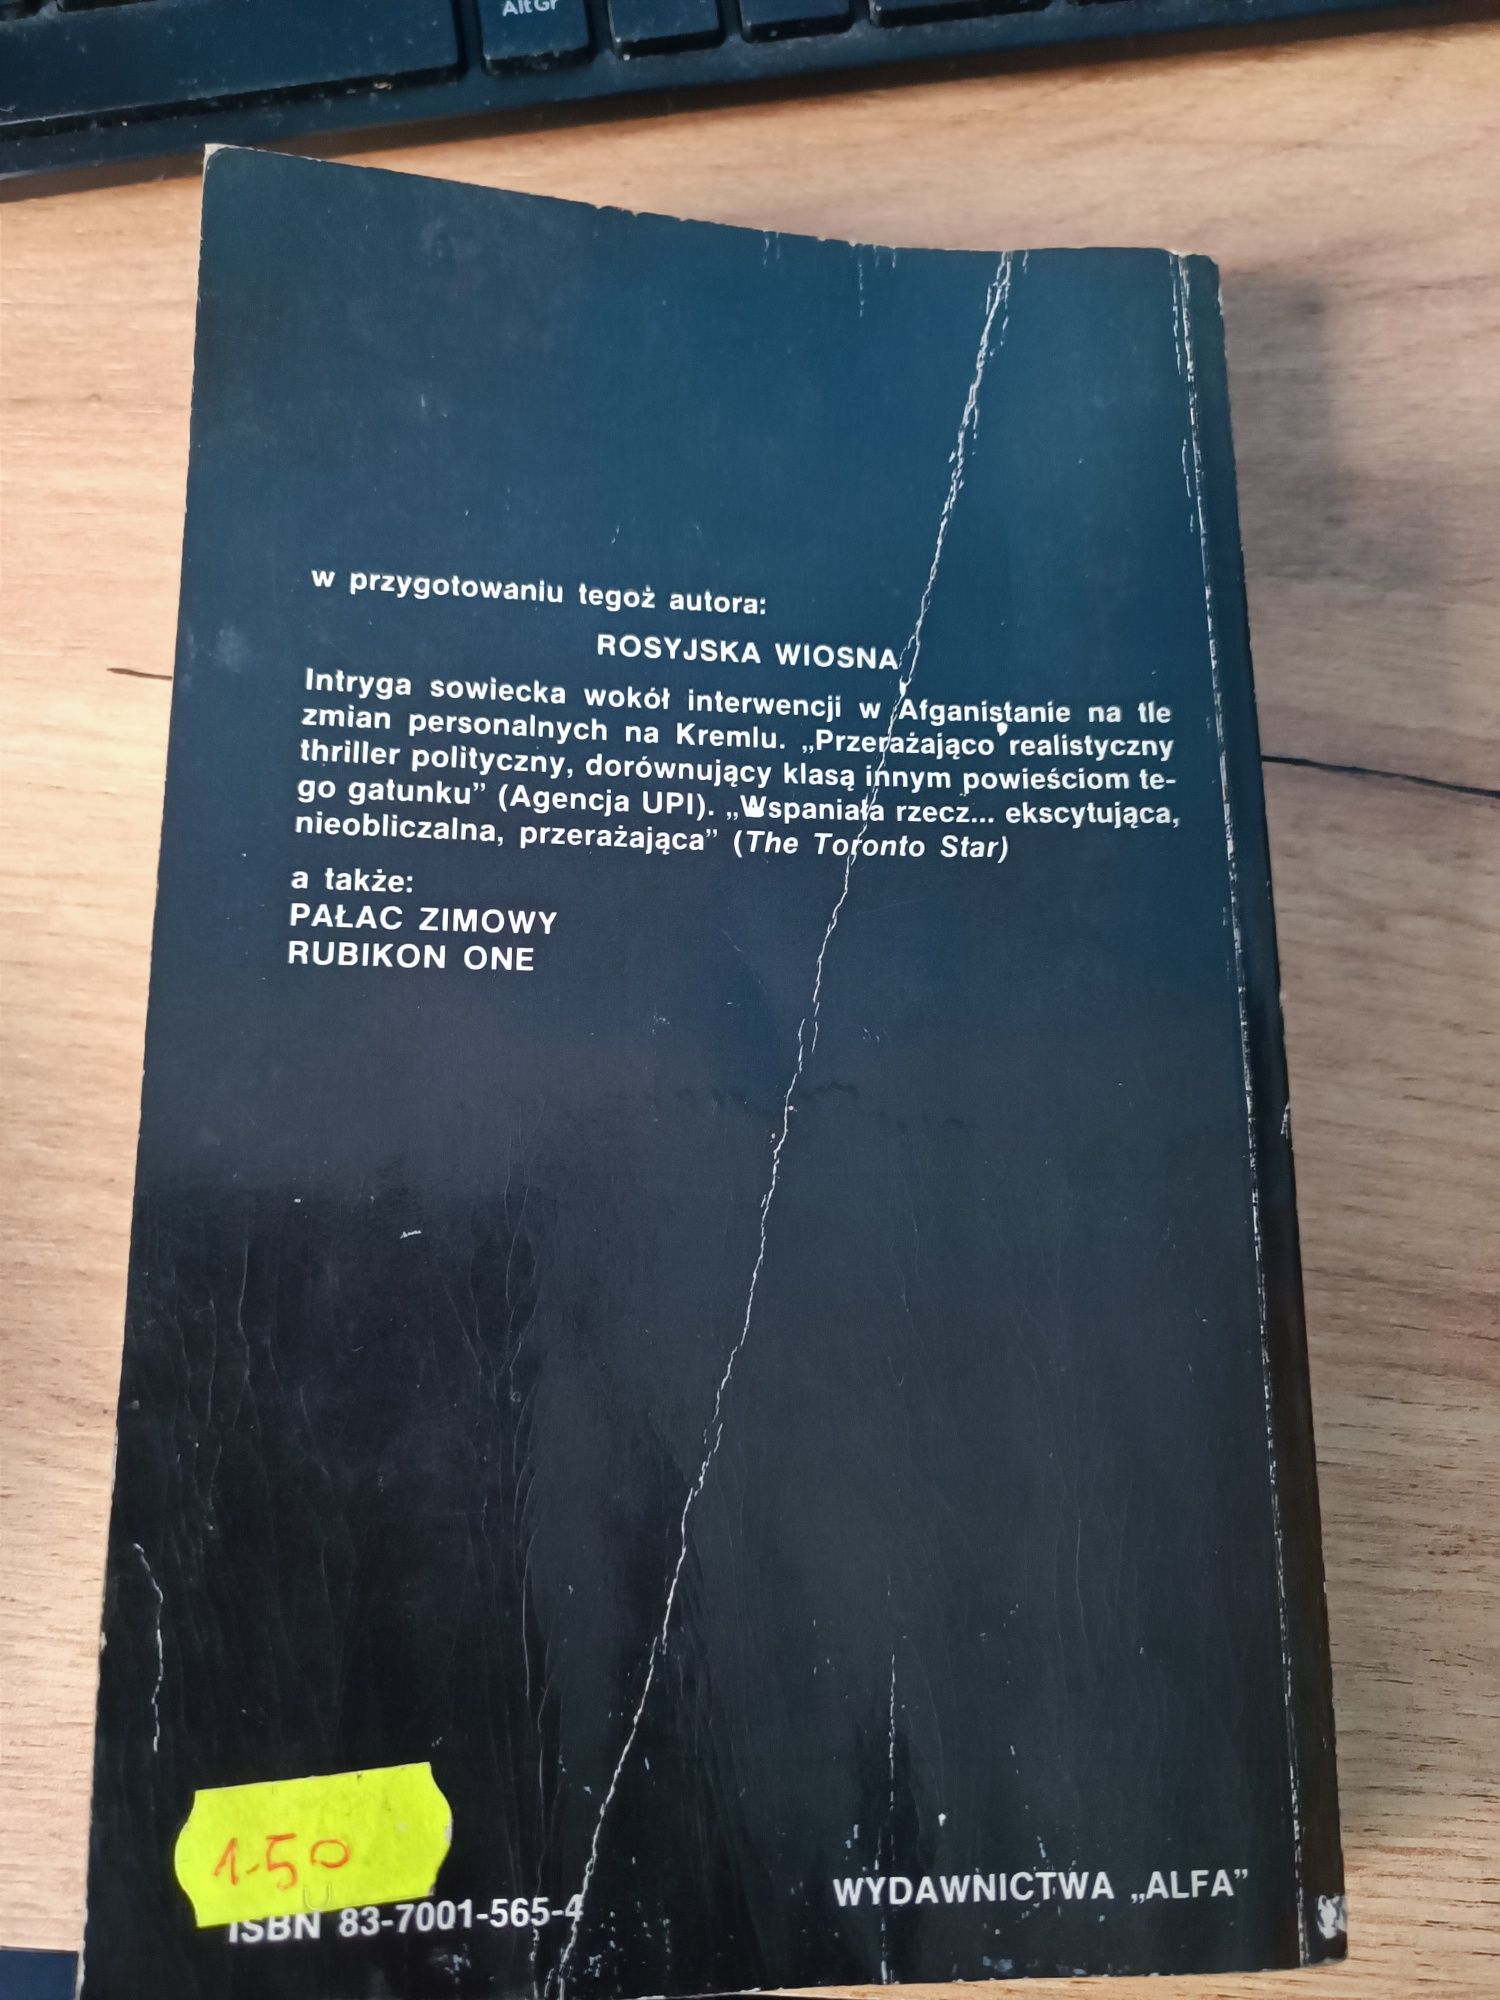 AltGr
w przygotowaniu tegoż autora:
ROSYJSKA WIOSNA
Intryga sowiecka wokół interwencji w Afganistanie na tle
zmian personalnych na Kremlu. „Przerażająco realistyczny
thriller polityczny, dorównujący klasą innym powieściom te-
go gatunku” (Agencja UPI). „Wspaniała rzecz... ekscytująca,
nieobliczalna, przerażająca” (The Toronto Star)
a także:
PAŁAC ZIMOWY
RUBIKON ONE
1-50
ISBN 83-7001-565-4
WYDAWNICTWA „ALFA”